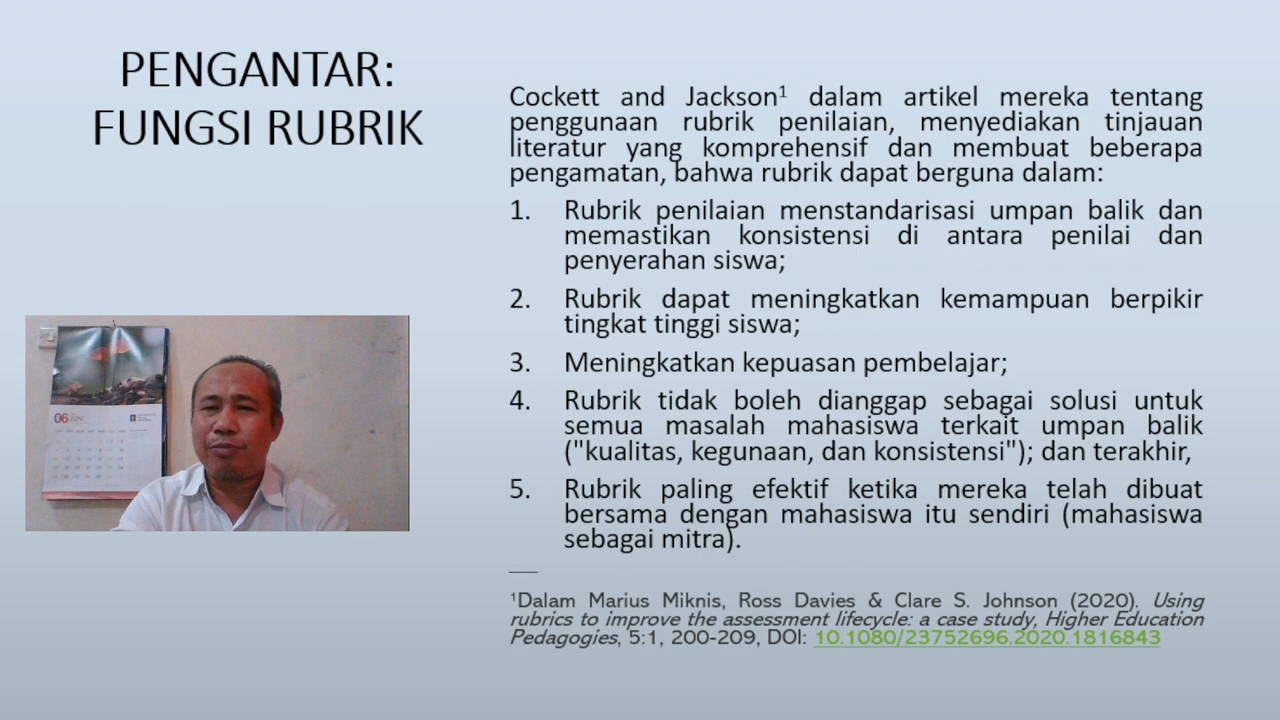 PENGANTAR:
FUNGSI RUBRIK
Cockett and Jackson¹ dalam artikel mereka tentang
penggunaan rubrik penilaian, menyediakan tinjauan
literatur yang komprehensif dan membuat beberapa
pengamatan, bahwa rubrik dapat berguna dalam:
1. Rubrik penilaian menstandarisasi umpan balik dan
memastikan konsistensi di antara penilai dan
penyerahan siswa;
2. Rubrik dapat meningkatkan kemampuan berpikir
tingkat tinggi siswa;
3. Meningkatkan kepuasan pembelajar;
4. Rubrik tidak boleh dianggap sebagai solusi untuk
semua masalah mahasiswa terkait umpan balik
("kualitas, kegunaan, dan konsistensi"); dan terakhir,
5. Rubrik paling efektif ketika mereka telah dibuat
bersama dengan mahasiswa itu sendiri (mahasiswa
sebagai mitra).
¹Dalam Marius Miknis, Ross Davies & Clare S. Johnson (2020). Using
rubrics to improve the assessment lifecycle: a case study, Higher Education
Pedagogies, 5:1, 200-209, DOI: 10.1080/23752696.2020.1816843
06 JUNI